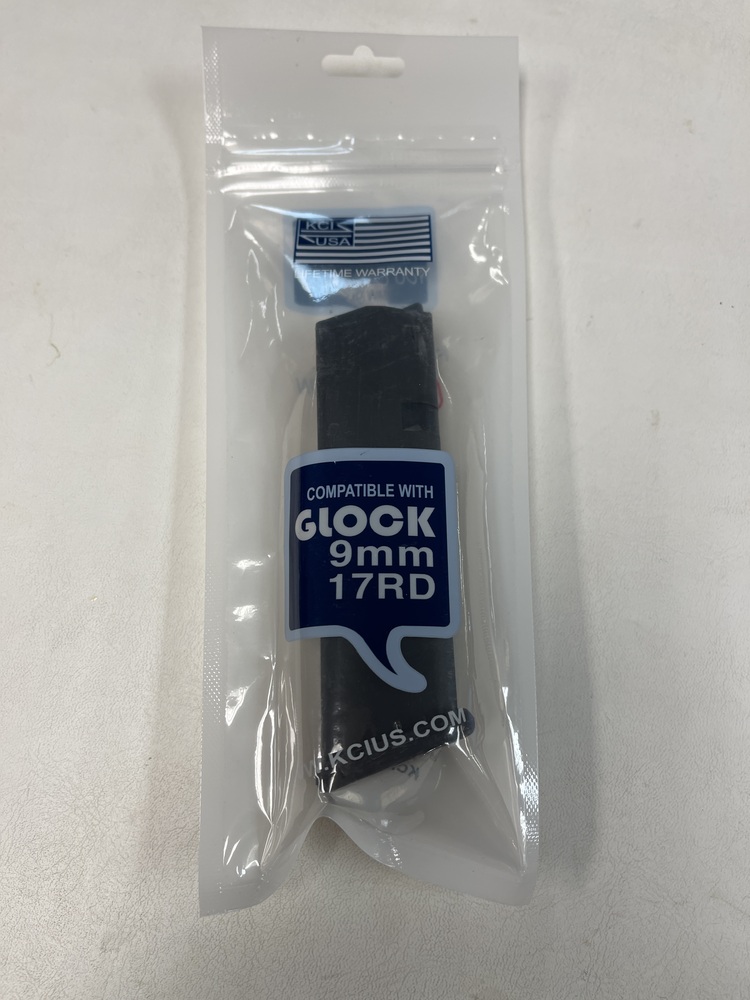 KCI
USA
LIFETIME WARRANTY
COMPATIBLE WITH
GLOCK
9mm
17RD
.KCIUS.COM